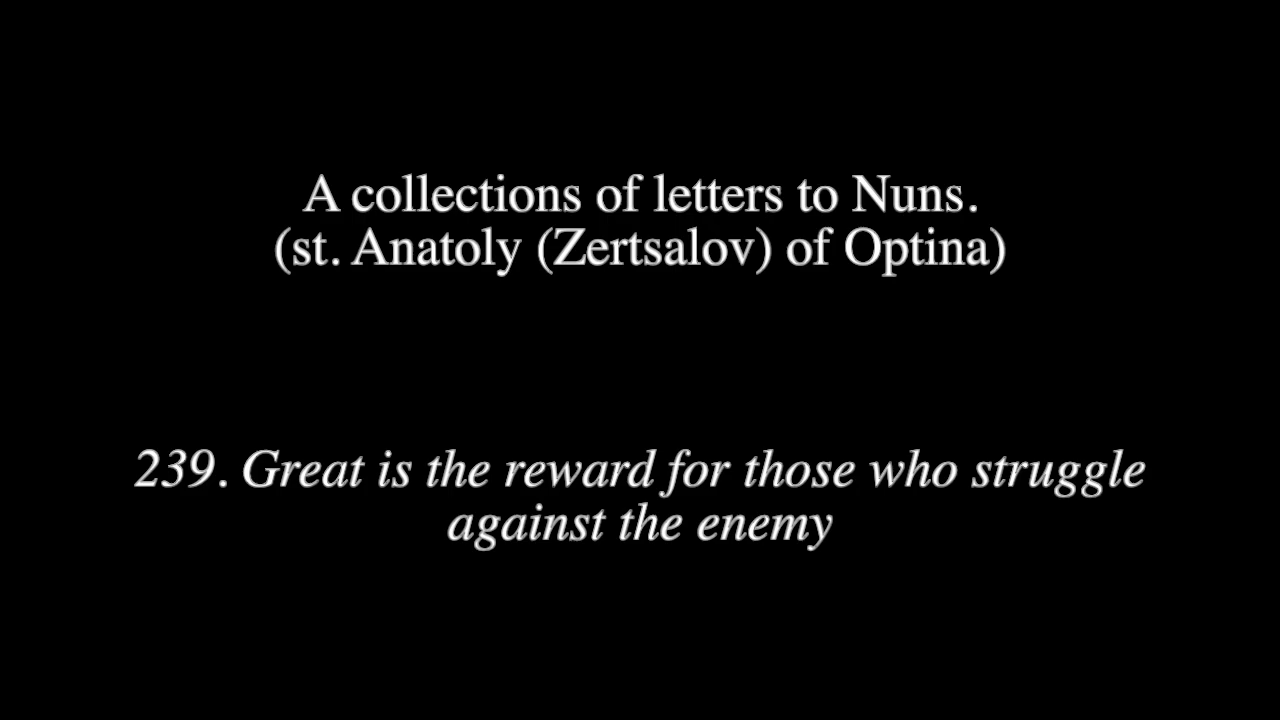 A collections of letters to Nuns.
(st. Anatoly (Zertsalov) of Optina)
239. Great is the reward for those who struggle
against the enemy